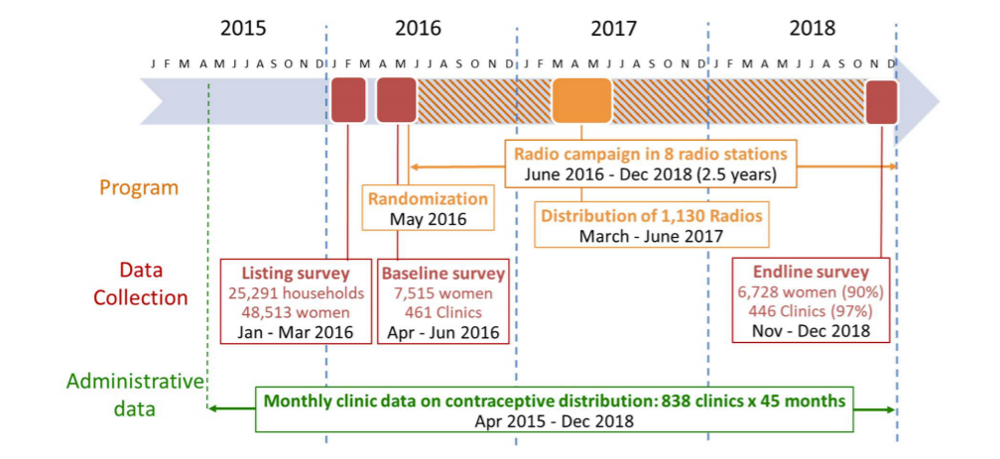 2015
2016
2017
2018
J F M A M J J A S O N D
J F M A M J J A S O N D
J F M A M J J A S O N D
J F M A M J J A S O N D
Radio campaign in 8 radio stations
June 2016 - Dec 2018 (2.5 years)
Program
Randomization
May 2016
Distribution of 1,130 Radios
March - June 2017
Data
Collection
Listing survey
25,291 households
48,513 women
Jan - Mar 2016
Baseline survey
7,515 women
461 Clinics
Apr - Jun 2016
Endline survey
6,728 women (90%)
446 Clinics (97%)
Nov - Dec 2018
Administrative
data
Monthly clinic data on contraceptive distribution: 838 clinics x 45 months
Apr 2015 - Dec 2018